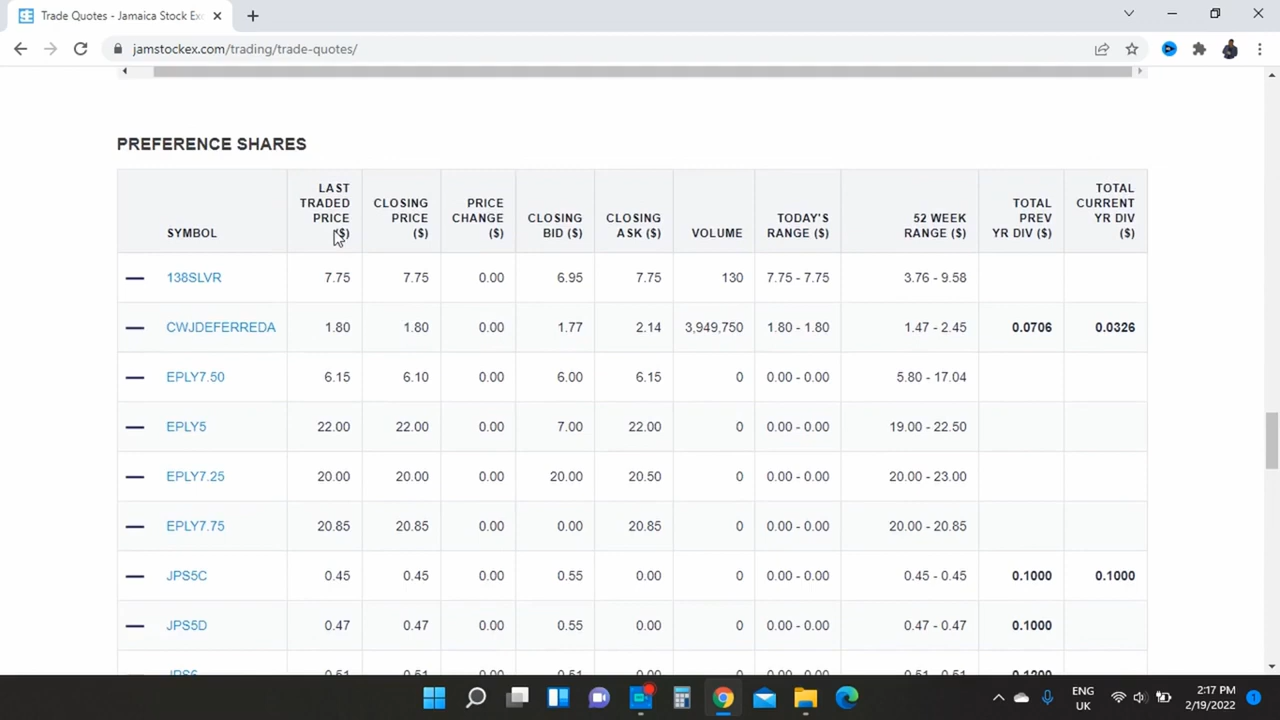 Trade Quotes - Jamaica Stock Ex
jamstockex.com/trading/trade-quotes/
PREFERENCE SHARES
SYMBOL LAST TRADED PRICE ($) CLOSING PRICE ($) PRICE CHANGE ($) CLOSING BID ($) CLOSING ASK ($) VOLUME TODAY'S RANGE ($) 52 WEEK RANGE ($) TOTAL PREV YR DIV ($) TOTAL CURRENT YR DIV ($)
138SLVR 7.75 7.75 0.00 6.95 7.75 130 7.75 - 7.75 3.76 - 9.58
CWJDEFERREDA 1.80 1.80 0.00 1.77 2.14 3,949,750 1.80 - 1.80 1.47 - 2.45 0.0706 0.0326
EPLY7.50 6.15 6.10 0.00 6.00 6.15 0 0.00 - 0.00 5.80 - 17.04
EPLY5 22.00 22.00 0.00 7.00 22.00 0 0.00 - 0.00 19.00 - 22.50
EPLY7.25 20.00 20.00 0.00 20.00 20.50 0 0.00 - 0.00 20.00 - 23.00
EPLY7.75 20.85 20.85 0.00 0.00 20.85 0 0.00 - 0.00 20.00 - 20.85
JPS5C 0.45 0.45 0.00 0.55 0.00 0 0.00 - 0.00 0.45 - 0.45 0.1000 0.1000
JPS5D 0.47 0.47 0.00 0.55 0.00 0 0.00 - 0.00 0.47 - 0.47 0.1000
ENG 2:17 PM
UK 2/19/2022 1